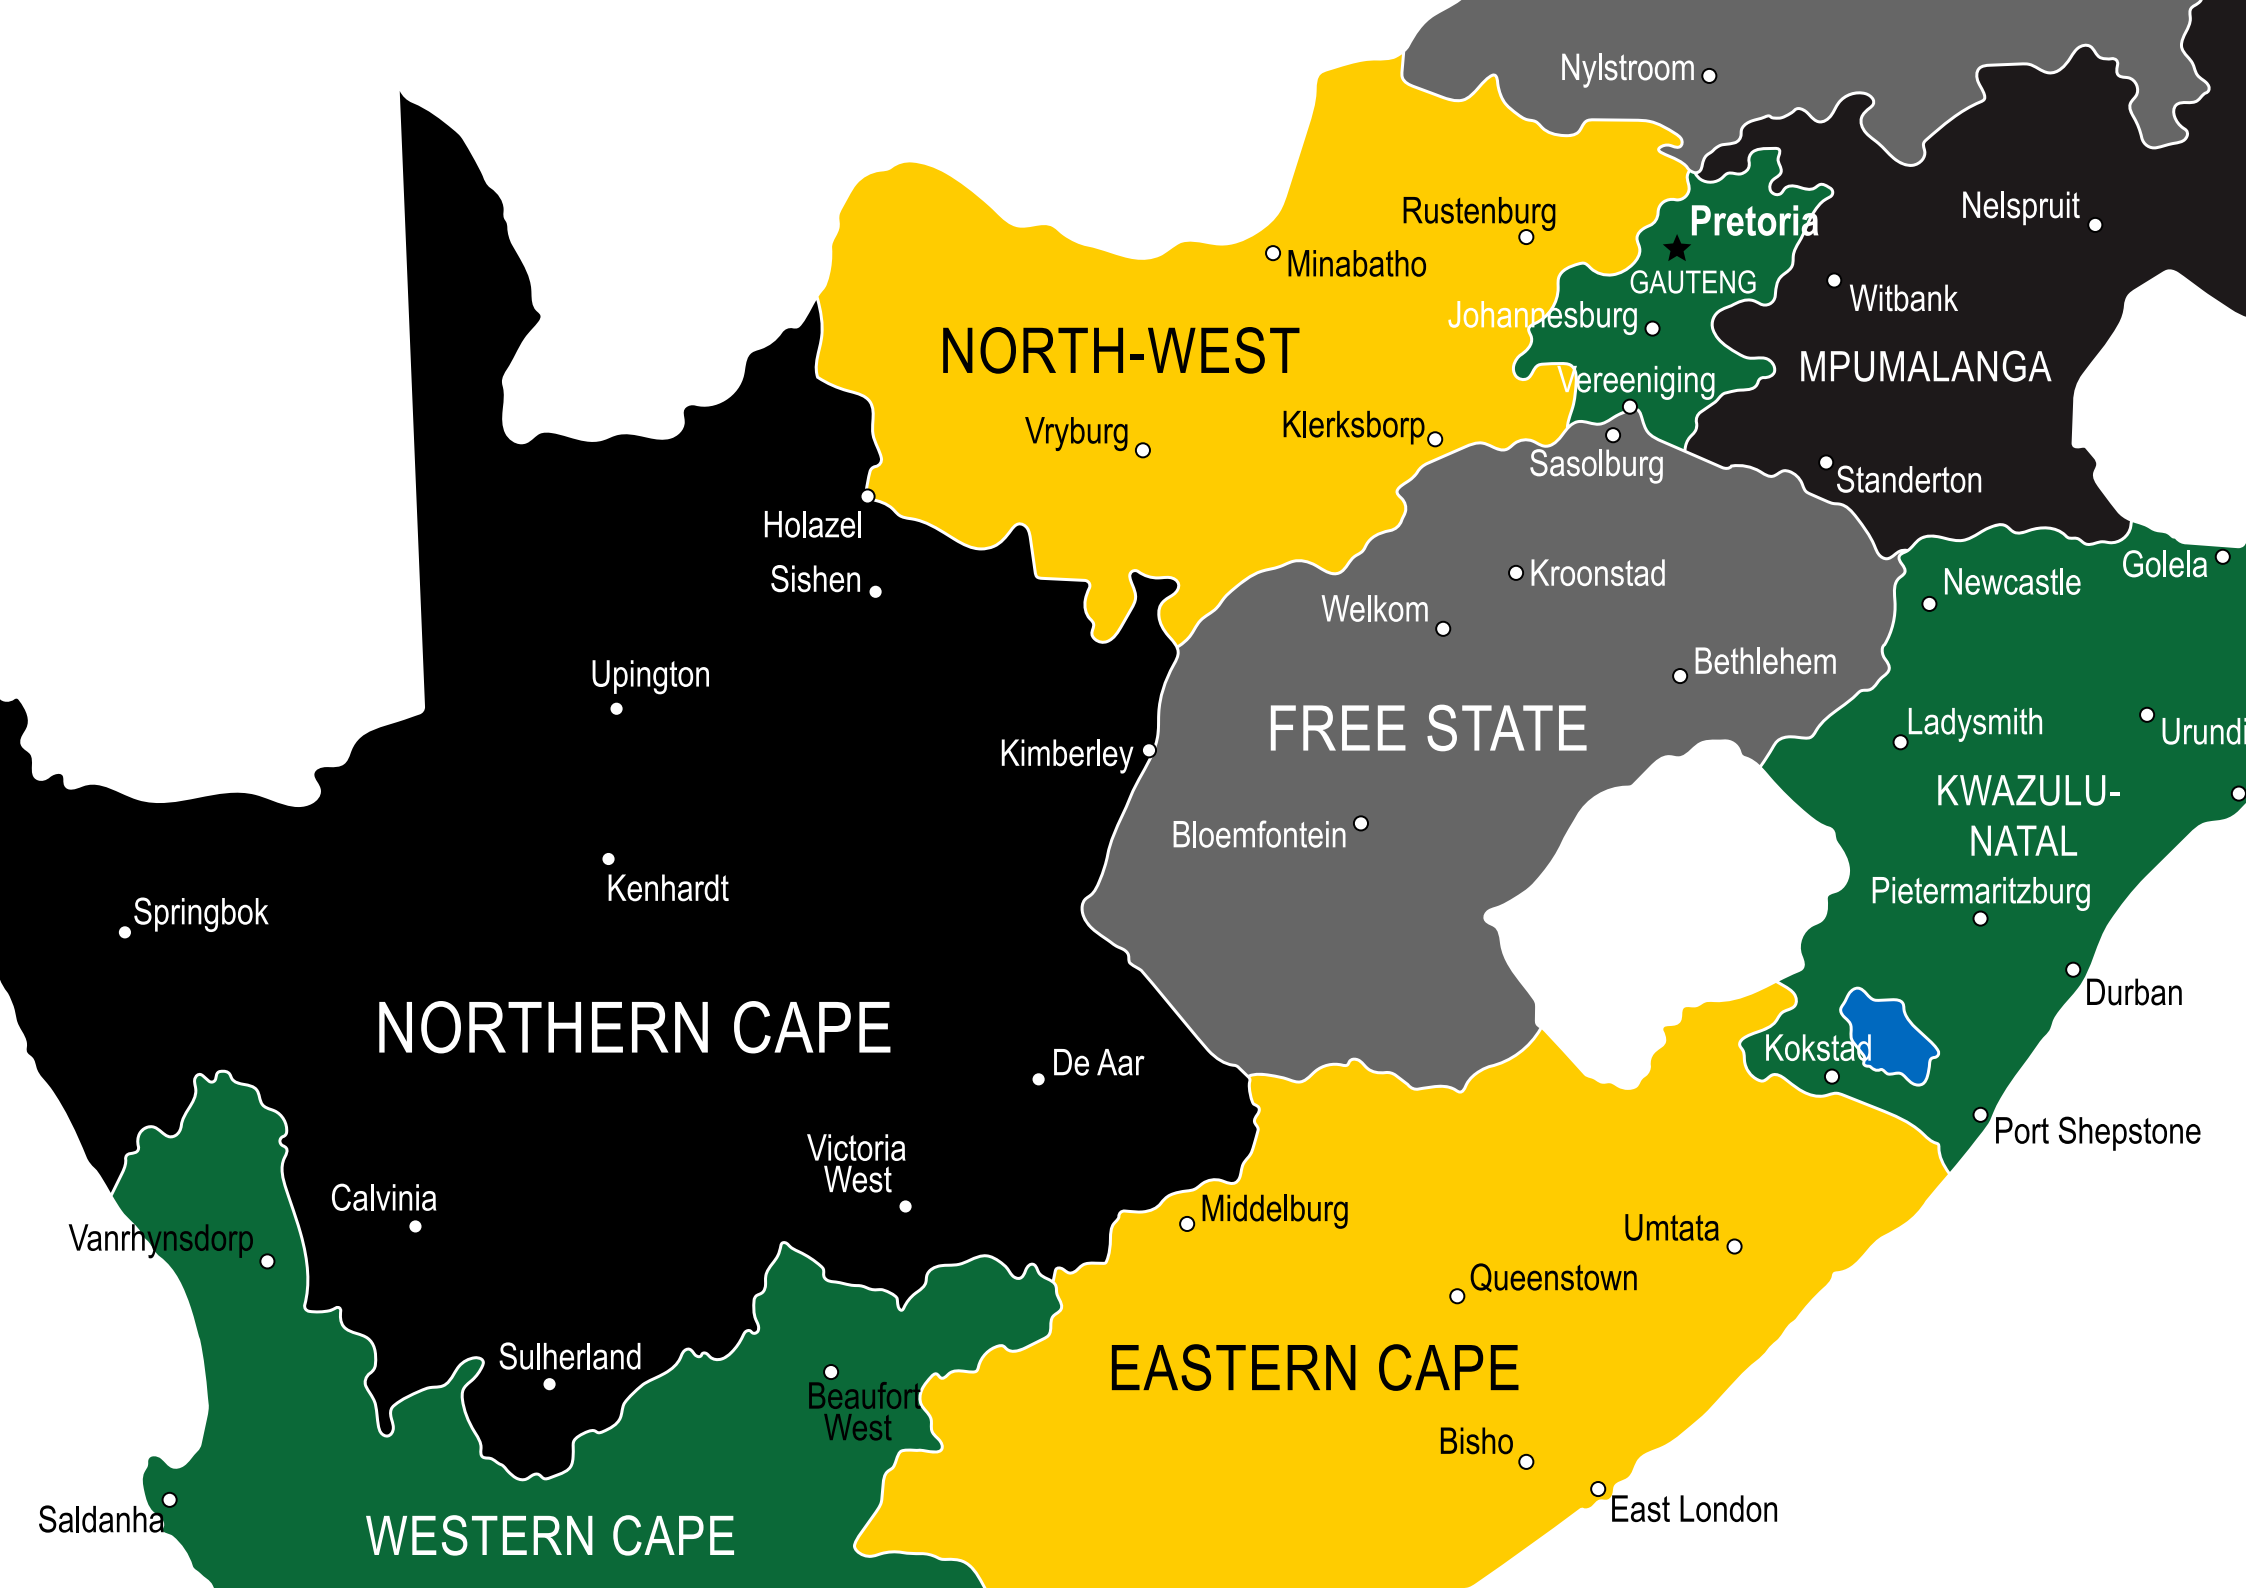 Nylstroom
Nelspruit
Rustenburg
Pretoria
Minabatho
GAUTENG
Witbank
Johannesburg
NORTH-WEST
MPUMALANGA
Vereeniging
Vryburg
Klerksborp
Sasolburg
Standerton
Holazel
Golela
Sishen
Kroonstad
Newcastle
Welkom
Bethlehem
Upington
Ladysmith
FREE STATE
Urundi
Kimberley
KWAZULU-
NATAL
Bloemfontein
Kenhardt
Pietermaritzburg
Springbok
Durban
NORTHERN CAPE
Kokstad
De Aar
Port Shepstone
Victoria
West
Calvinia
Middelburg
Umtata
Vanrhynsdorp
Queenstown
Sulherland
EASTERN CAPE
Beaufort
West
Bisho
East London
Saldanha
WESTERN CAPE